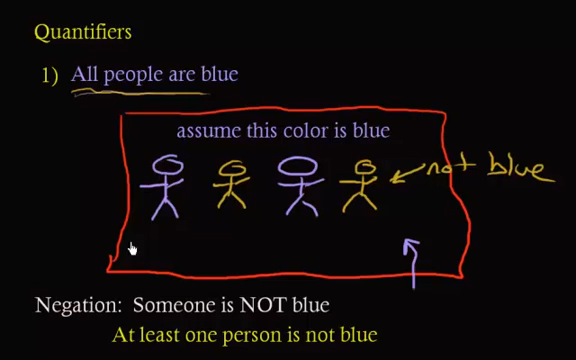 Quantifiers
1) All people are blue
assume this color is blue
not blue
Negation: Someone is NOT blue
At least one person is not blue